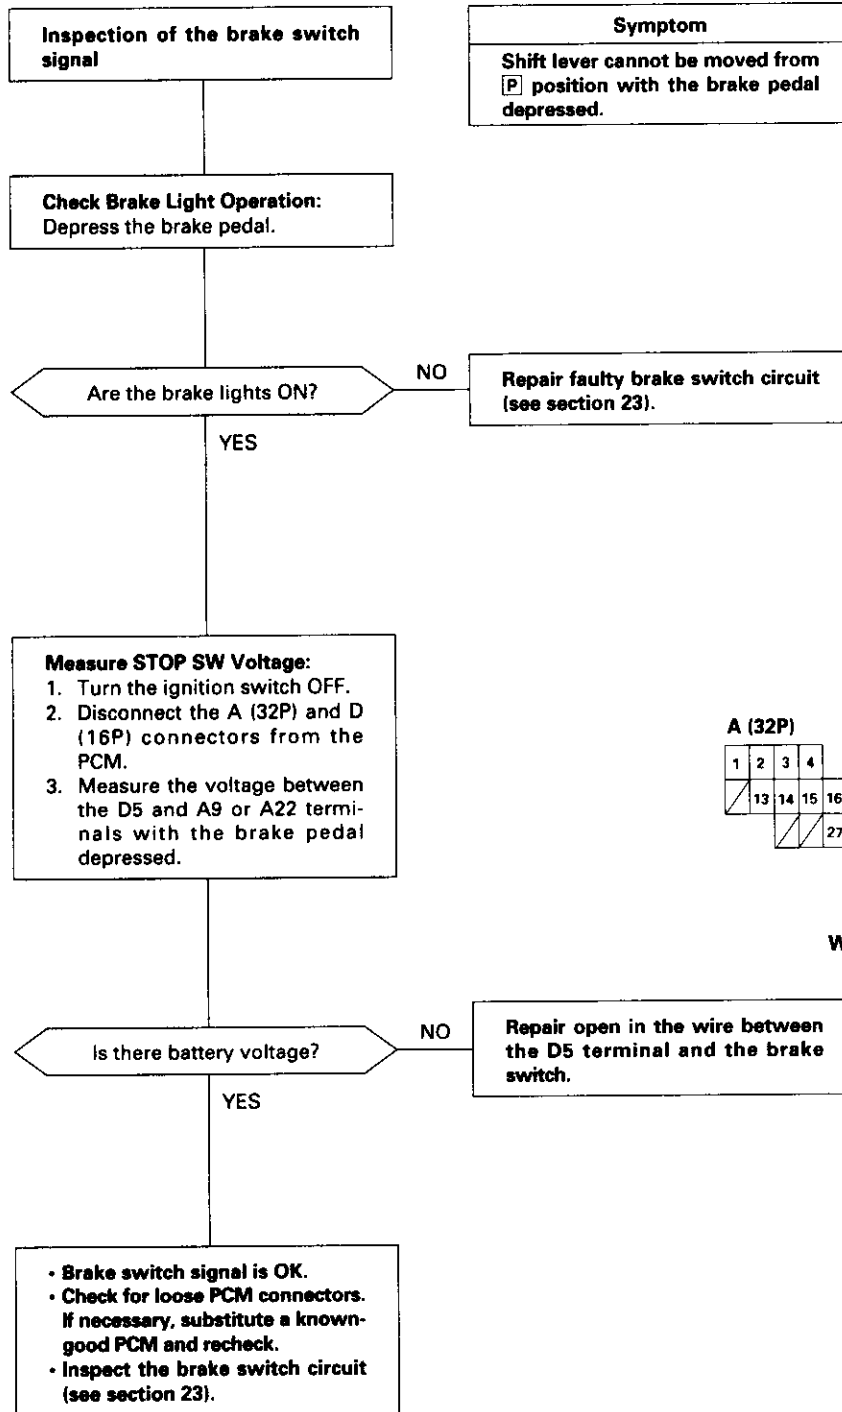 Inspection of the brake switch
signal
Symptom
Shift lever cannot be moved from
P position with the brake pedal
depressed.
Check Brake Light Operation:
Depress the brake pedal.
Are the brake lights ON?
NO
Repair faulty brake switch circuit
(see section 23).
YES
Measure STOP SW Voltage:
1. Turn the ignition switch OFF.
2. Disconnect the A (32P) and D
(16P) connectors from the
PCM.
3. Measure the voltage between
the D5 and A9 or A22 termi-
nals with the brake pedal
depressed.
A (32P)
1 2 3 4
13 14 15 16
27
W
Is there battery voltage?
NO
Repair open in the wire between
the D5 terminal and the brake
switch.
YES
• Brake switch signal is OK.
• Check for loose PCM connectors.
If necessary, substitute a known-
good PCM and recheck.
• Inspect the brake switch circuit
(see section 23).